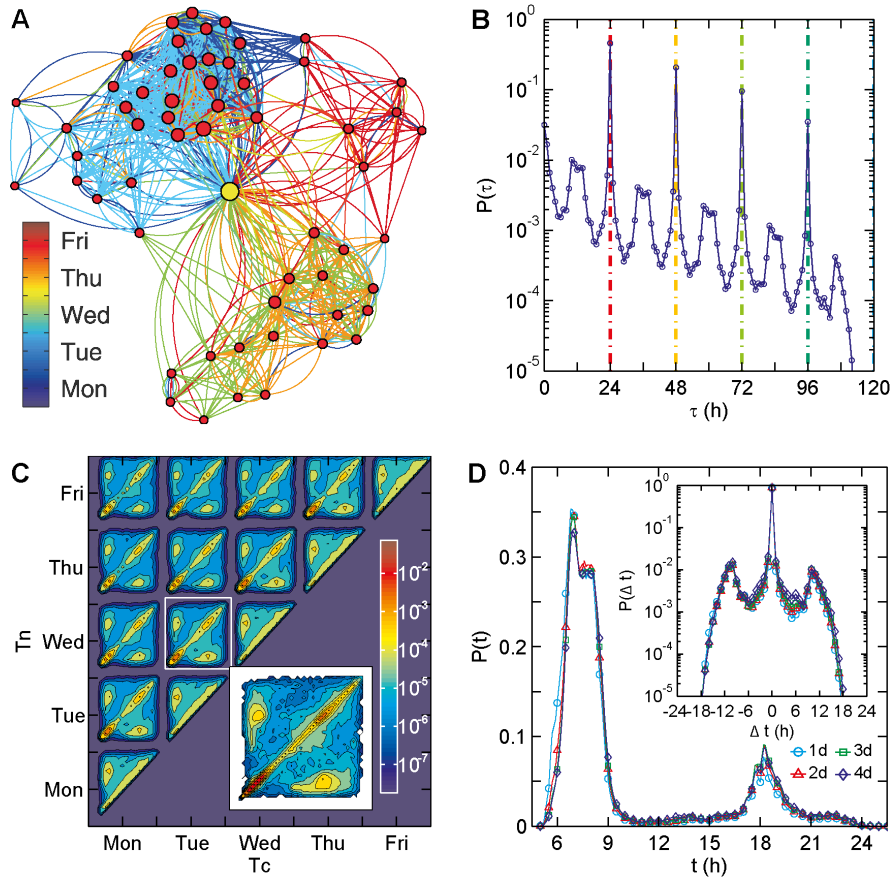 A
Fri
Thu
Wed
Tue
Mon
B
P(τ)
10^0
10^-1
10^-2
10^-3
10^-4
10^-5
0 24 48 72 96 120
τ (h)
C
Tn
Fri
Thu
Wed
Tue
Mon
10^-2
10^-3
10^-4
10^-5
10^-6
10^-7
Mon Tue Wed Thu Fri
Tc
D
P(t)
0.4
0.3
0.2
0.1
0
6 9 12 15 18 21 24
t (h)
P(Δ t)
10^0
10^-1
10^-2
10^-3
10^-4
10^-5
-24 -18 -12 -6 0 6 12 18 24
Δ t (h)
1d 3d
2d 4d